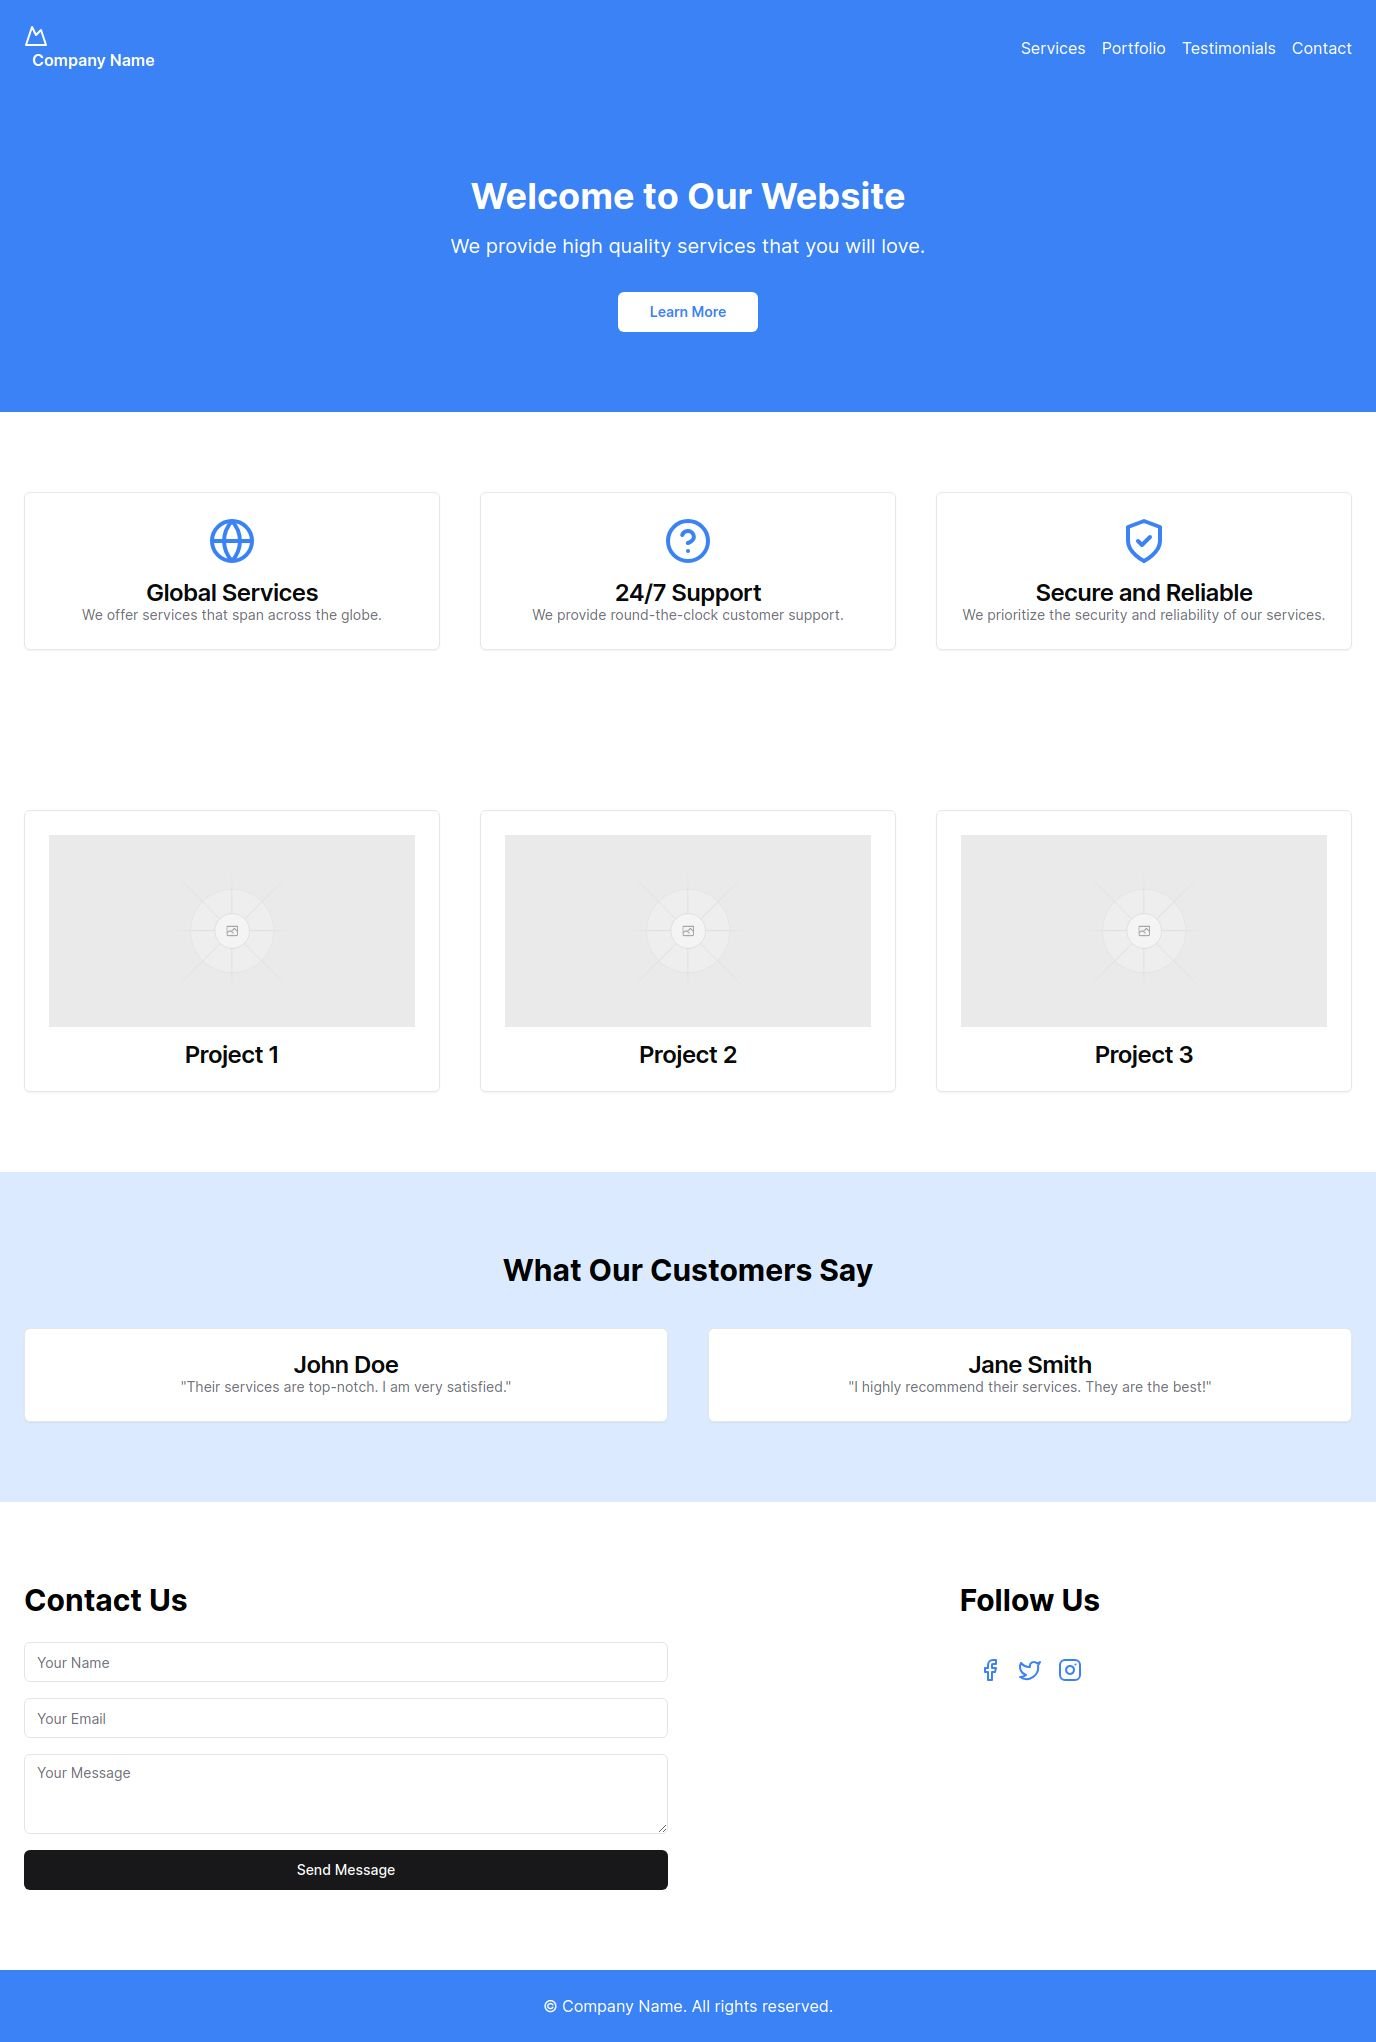 Company Name
Services Portfolio Testimonials Contact
Welcome to Our Website
We provide high quality services that you will love.
Learn More
Global Services
We offer services that span across the globe.
24/7 Support
We provide round-the-clock customer support.
Secure and Reliable
We prioritize the security and reliability of our services.
Project 1
Project 2
Project 3
What Our Customers Say
John Doe
"Their services are top-notch. I am very satisfied."
Jane Smith
"I highly recommend their services. They are the best!"
Contact Us
Your Name
Your Email
Your Message
Send Message
Follow Us
© Company Name. All rights reserved.